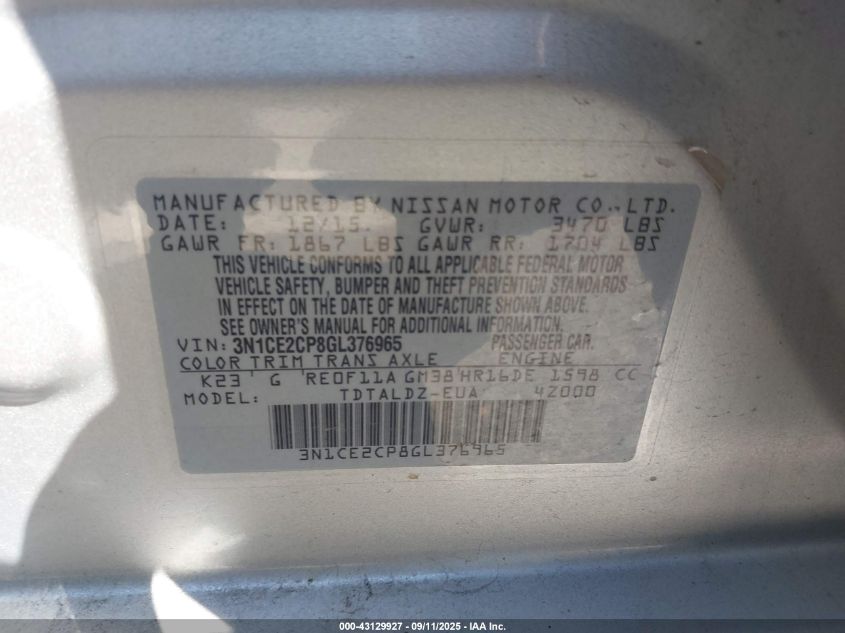 MANUFACTURED BY NISSAN MOTOR CO., LTD.
DATE: 12/15. GVWR: 3470 LBS
GAWR FR: 1867 LBS GAWR RR: 1704 LBS
THIS VEHICLE CONFORMS TO ALL APPLICABLE FEDERAL MOTOR
VEHICLE SAFETY, BUMPER AND THEFT PREVENTION STANDARDS
IN EFFECT ON THE DATE OF MANUFACTURE SHOWN ABOVE.
SEE OWNER'S MANUAL FOR ADDITIONAL INFORMATION.
VIN: 3N1CE2CP8GL376965 PASSENGER CAR.
COLOR TRIM TRANS AXLE ENGINE
K23 G RE0F11A GM38 HR16DE 1598 CC
MODEL: TDTALDZ-EUA 42000
3N1CE2CP8GL376965
000-43129927 - 09/11/2025 - IAA Inc.